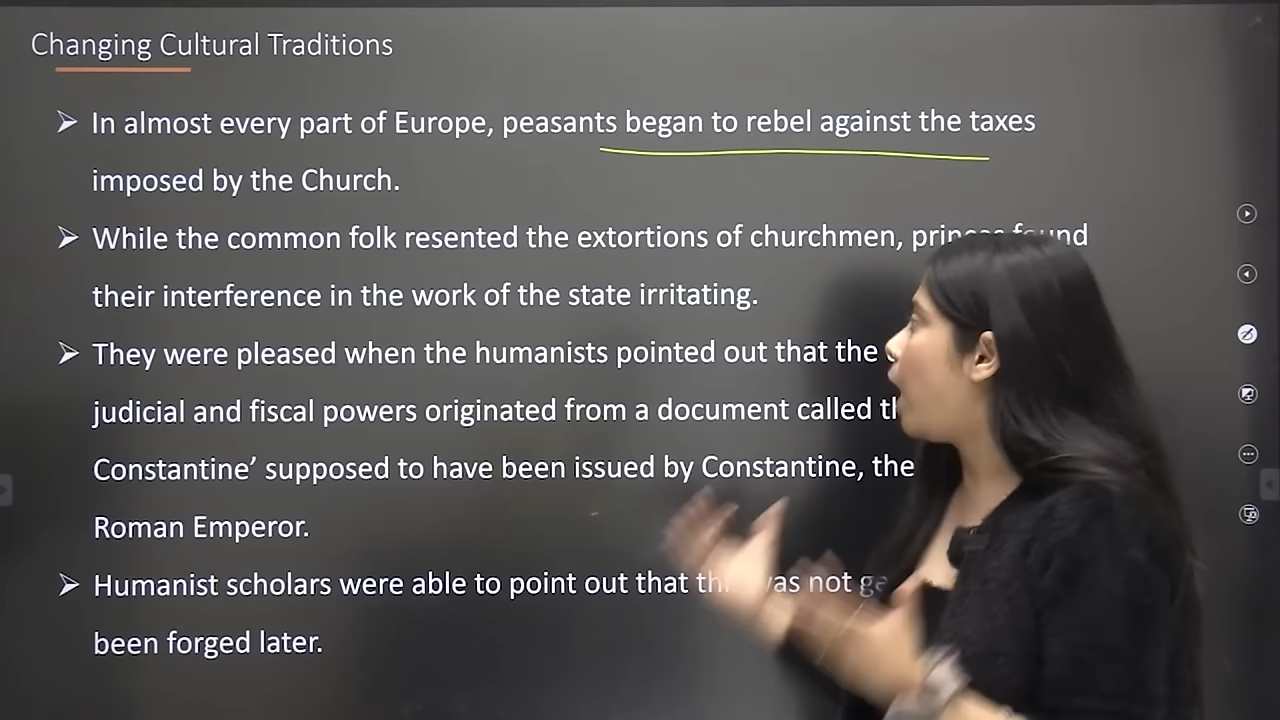 Changing Cultural Traditions
➤ In almost every part of Europe, peasants began to rebel against the taxes
imposed by the Church.
➤ While the common folk resented the extortions of churchmen, princes found
their interference in the work of the state irritating.
➤ They were pleased when the humanists pointed out that the
judicial and fiscal powers originated from a document called
Constantine’ supposed to have been issued by Constantine, the
Roman Emperor.
➤ Humanist scholars were able to point out that was not
been forged later.